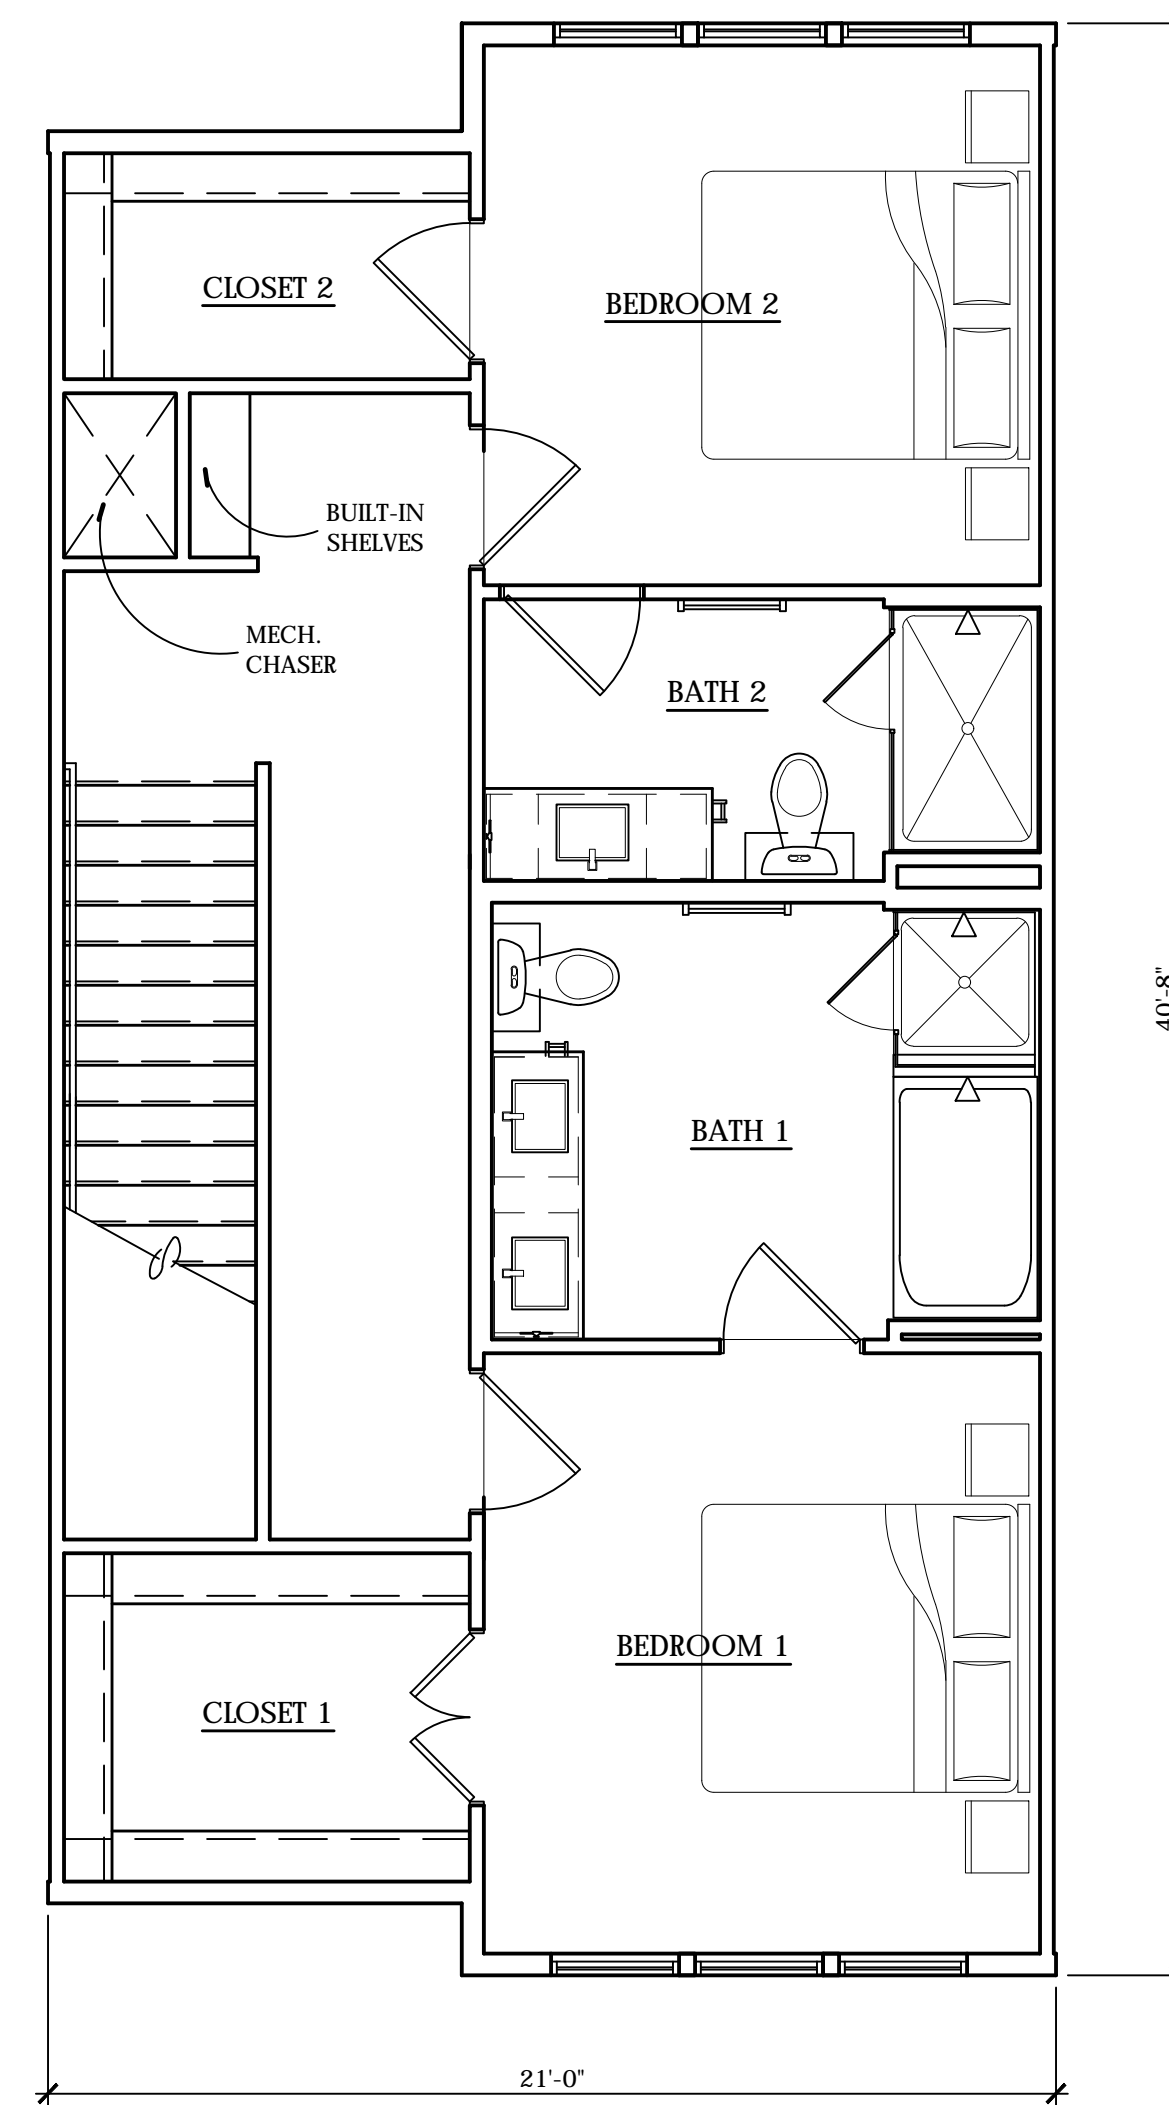 CLOSET 2
BEDROOM 2
BUILT-IN
SHELVES
MECH.
CHASER
BATH 2
40'-8"
BATH 1
BEDROOM 1
CLOSET 1
21'-0"